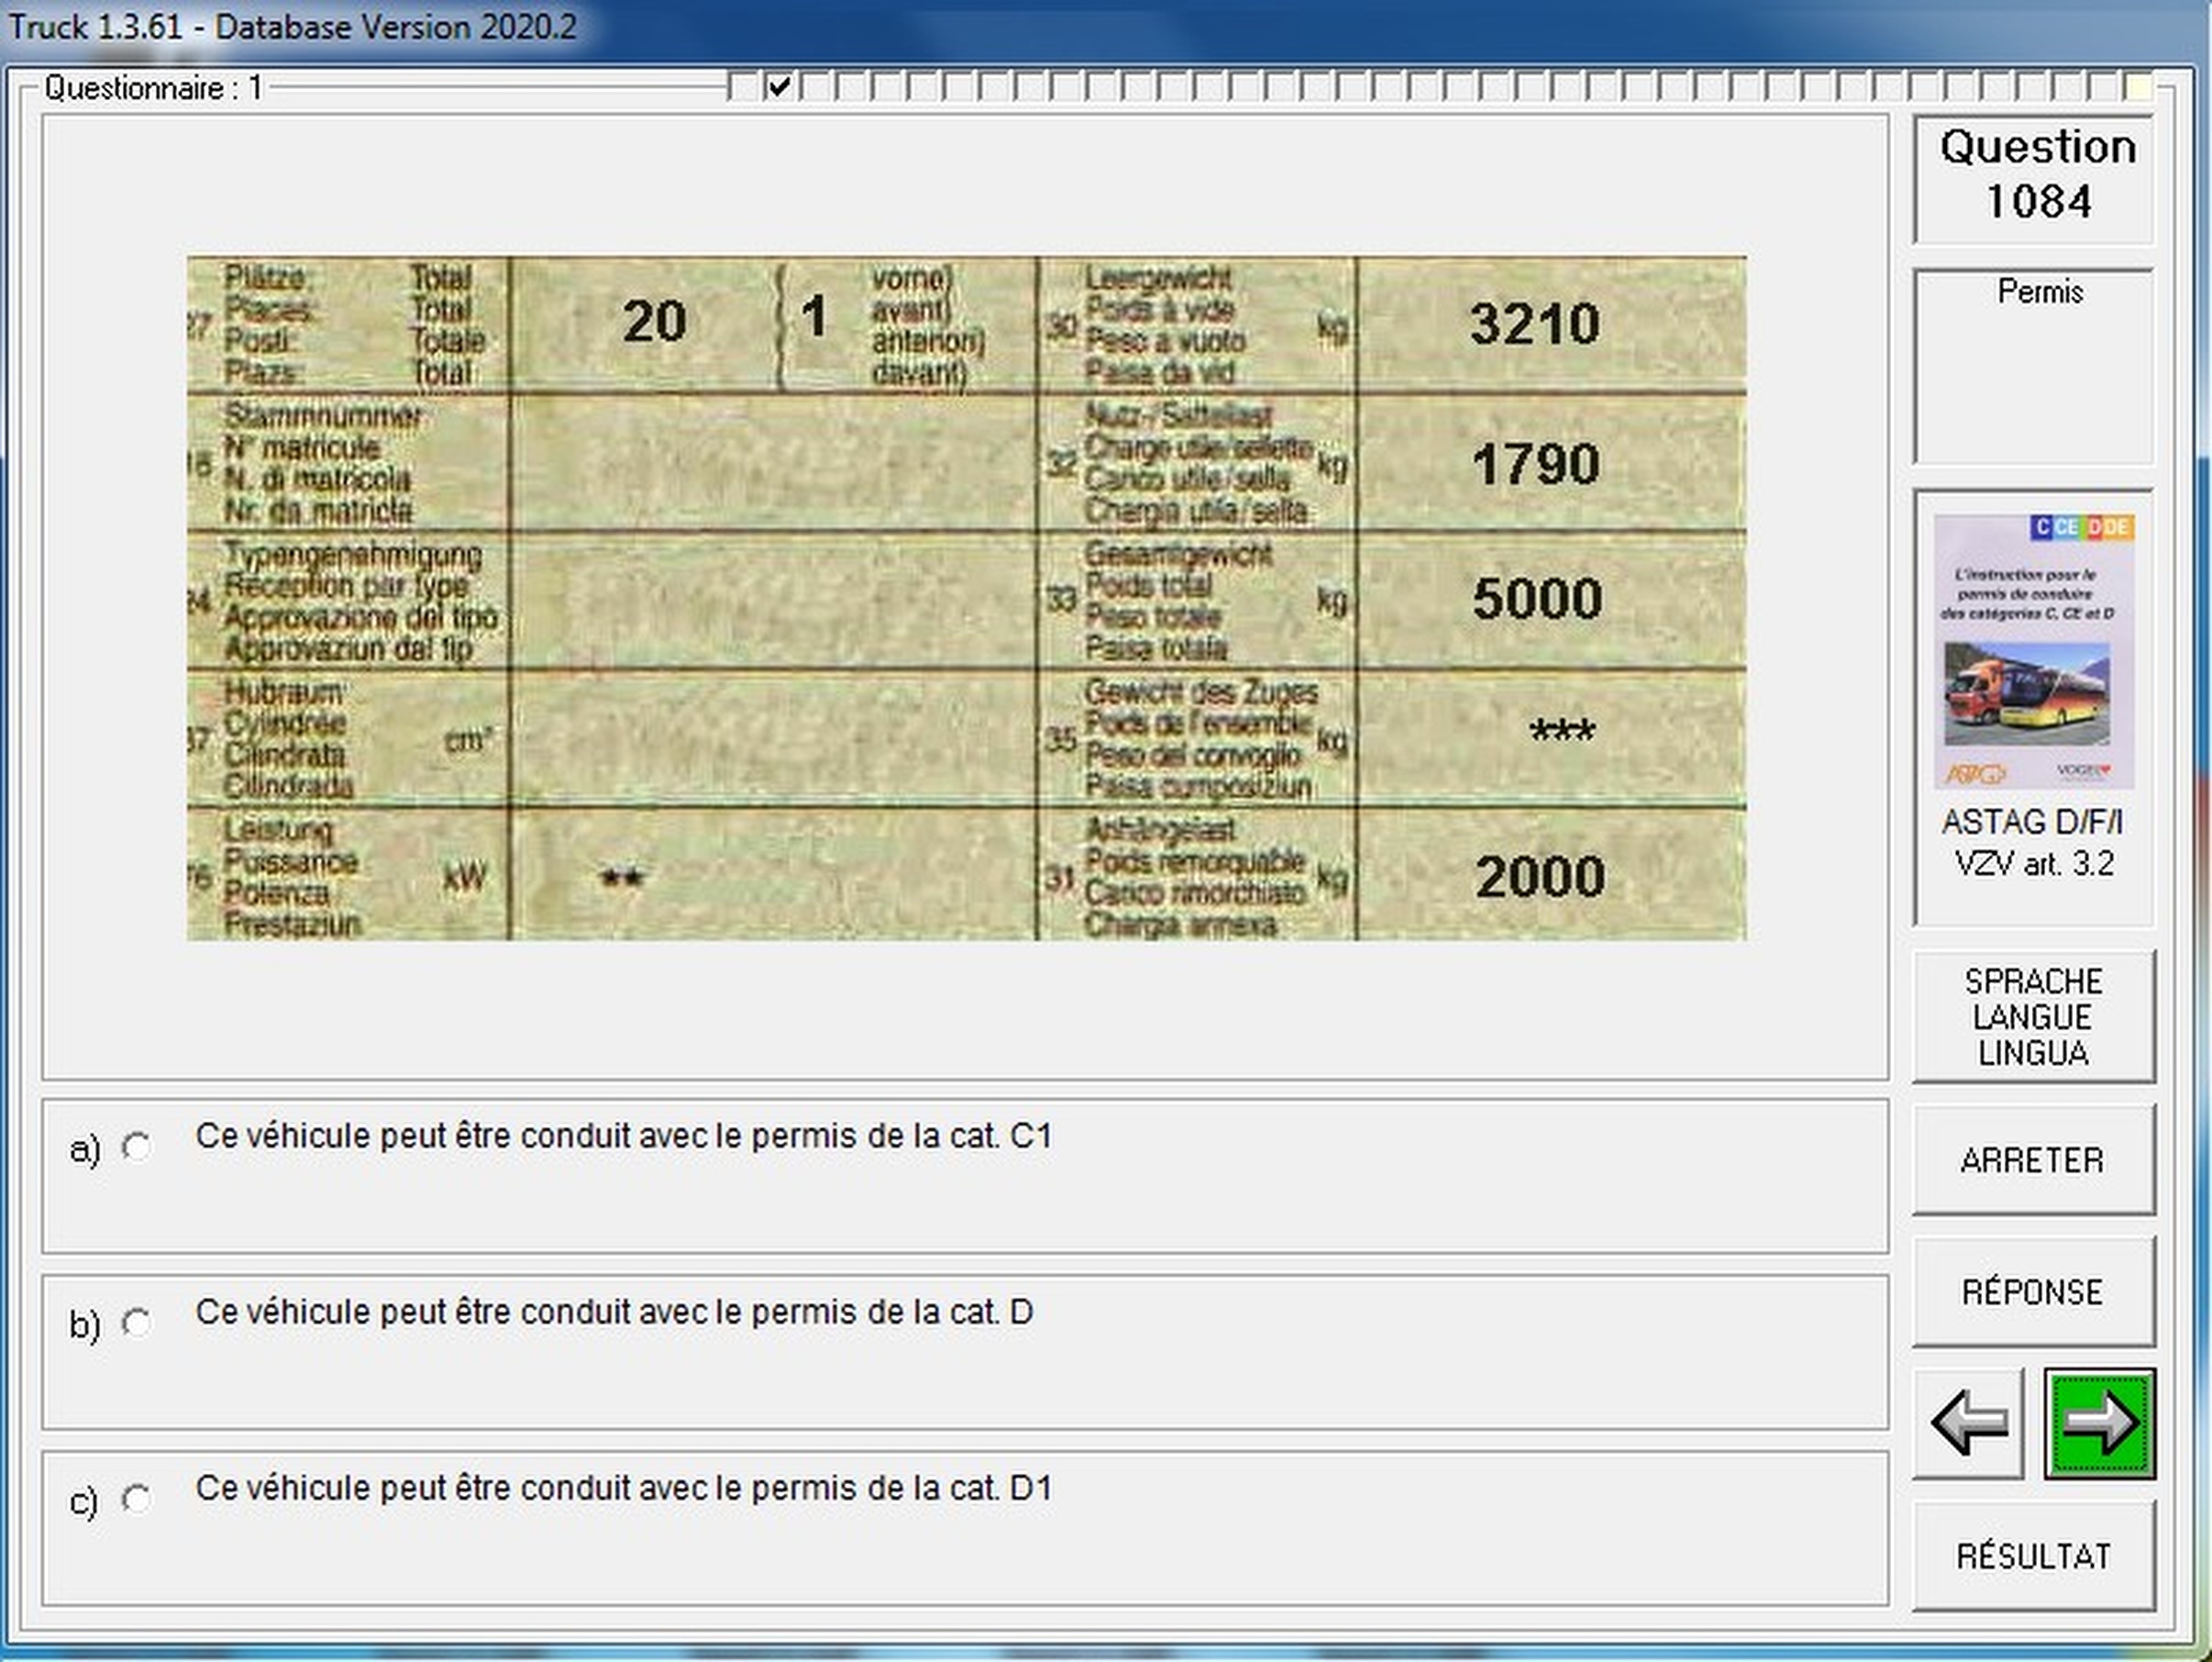 Truck 1.3.61 - Database Version 2020.2
Questionnaire : 1
Question
1084
Permis
27 Plätze: Total
Places: Total
Posti: Totale
Plazs: Total
20 ( 1 vorne)
avant)
anteriori)
davant)
30 Leergewicht
Poids à vide
Peso a vuoto
Paisa da vid
kg
3210
Stammnummer
N° matricule
N. di matricola
Nr. da matricla
32 Nutz-/Sattellast
Charge utile/sellette
Carico utile/sella
Chargia utila/sella
kg
1790
Typengenehmigung
Réception par type
Approvazione del tipo
Approvaziun dal tip
33 Gesamtgewicht
Poids total
Peso totale
Paisa totala
kg
5000
Hubraum
Cylindrée
Cilindrata
Cilindrada
cm³
35 Gewicht des Zuges
Poids de l'ensemble
Peso del convoglio
Paisa cumposiziun
kg
***
Leistung
Puissance
Potenza
Prestaziun
kW
**
31 Anhängelast
Poids remorquable
Carico rimorchiato
Chargia annexa
kg
2000
C CE D DE
L'instruction pour le
permis de conduire
des catégories C, CE et D
ASTAG VOGEL
ASTAG D/F/I
VZV art. 3.2
SPRACHE
LANGUE
LINGUA
ARRETER
RÉPONSE
RÉSULTAT
a) Ce véhicule peut être conduit avec le permis de la cat. C1
b) Ce véhicule peut être conduit avec le permis de la cat. D
c) Ce véhicule peut être conduit avec le permis de la cat. D1